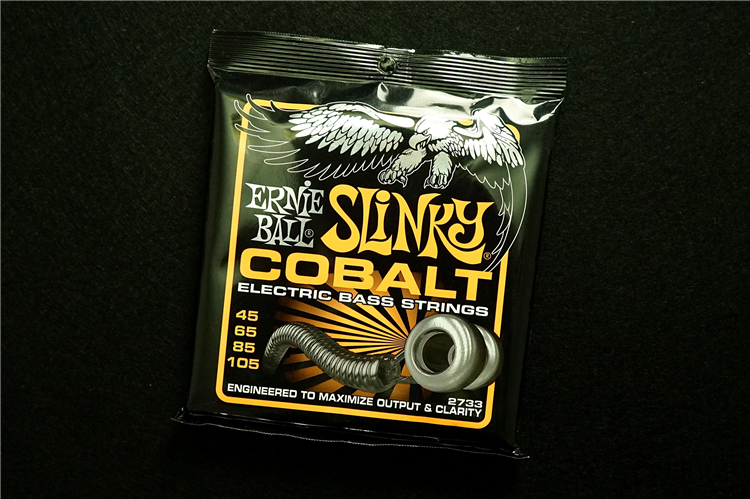 ERNIE
BALL®
SLINKY®
COBALT
ELECTRIC BASS STRINGS
45
65
85
105
2733
ENGINEERED TO MAXIMIZE OUTPUT & CLARITY